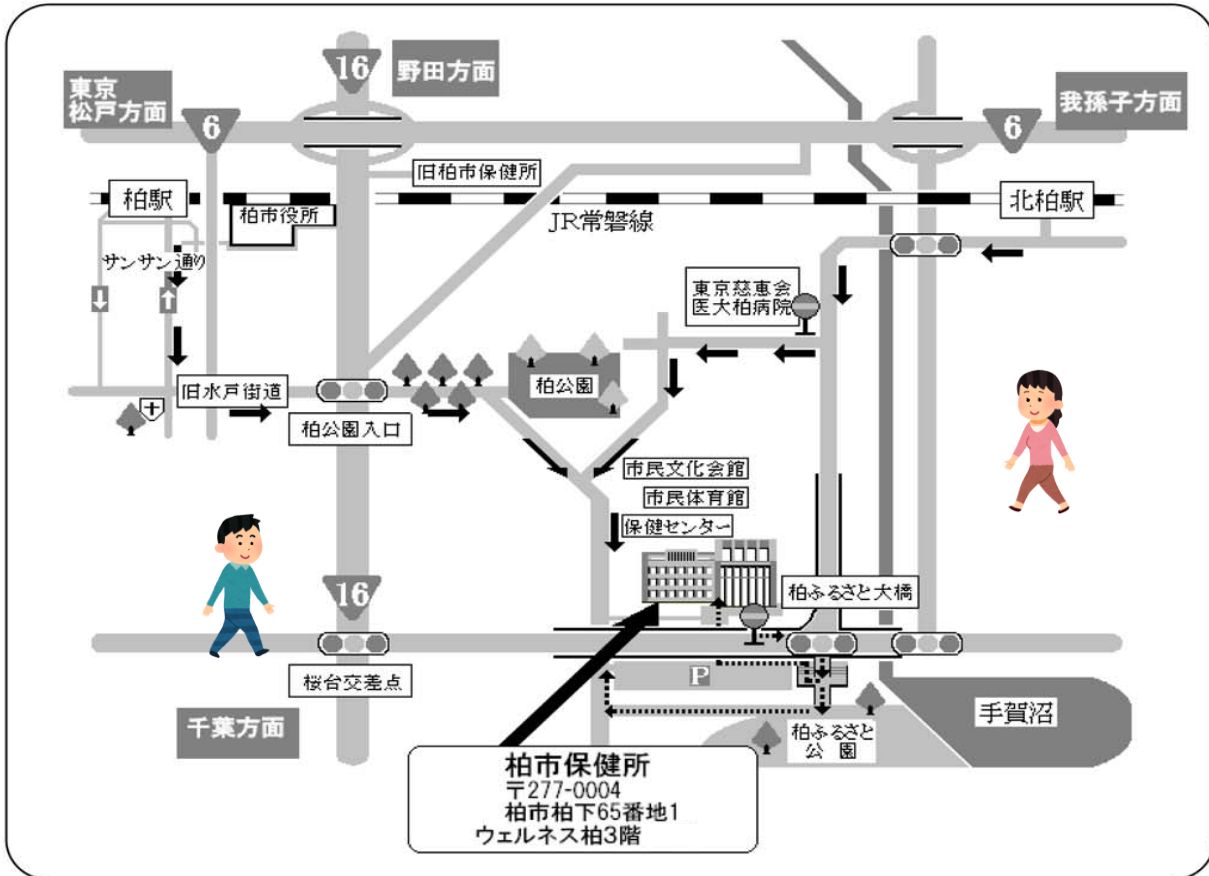 16
野田方面
東京
松戸方面
6
6
我孫子方面
旧柏市保健所
柏駅
柏市役所
JR常磐線
北柏駅
サンサン通り
東京慈恵会
医大柏病院
柏公園
旧水戸街道
柏公園入口
市民文化会館
市民体育館
保健センター
16
柏ふるさと大橋
桜台交差点
P
千葉方面
柏ふるさと
公園
手賀沼
柏市保健所
〒277-0004
柏市柏下65番地1
ウェルネス柏3階